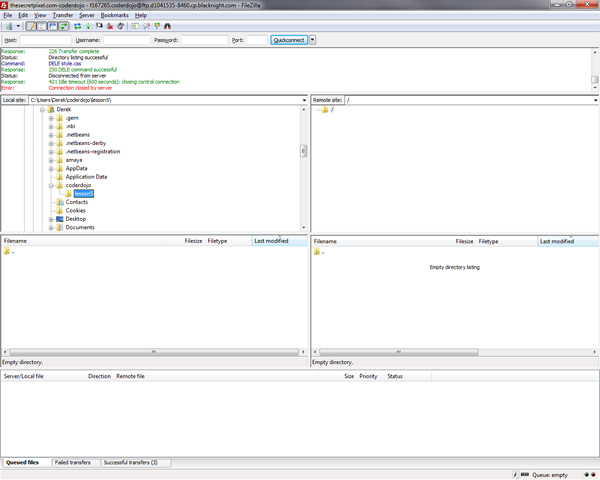 thesecretpixel.com-coderdojo - f167265.coderdojo@ftp.d1041535-8460.cp.blacknight.com - FileZilla
File Edit View Transfer Server Bookmarks Help
Host: Username: Password: Port: Quickconnect
Response: 226 Transfer complete
Status: Directory listing successful
Command: DELE style.css
Response: 250 DELE command successful
Status: Disconnected from server
Response: 421 Idle timeout (600 seconds): closing control connection
Error: Connection closed by server
Local site: C:\Users\Derek\coderdojo\lesson5\
Remote site: /
Derek
.gem
.nbi
.netbeans
.netbeans-derby
.netbeans-registration
amaya
AppData
Application Data
coderdojo
lesson5
Contacts
Cookies
Desktop
Documents
/
Filename Filesize Filetype Last modified
..
Empty directory.
Filename Filesize Filetype Last modified
..
Empty directory listing
Empty directory.
Server/Local file Direction Remote file Size Priority Status
Queued files Failed transfers Successful transfers (3)
Queue: empty